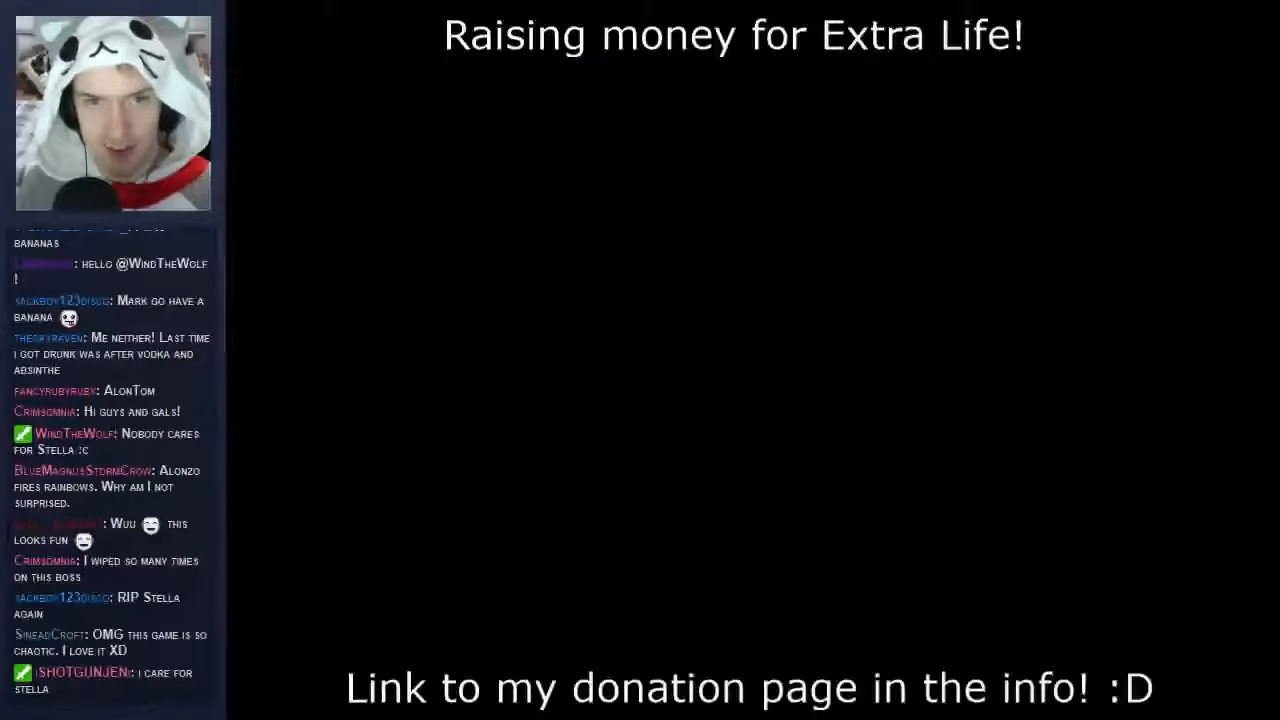 Raising money for Extra Life!
BANANAS
: HELLO @WINDTHEWOLF
!
SACKBOY123DISCO: MARK GO HAVE A
BANANA
THESKYRAVEN: ME NEITHER! LAST TIME
I GOT DRUNK WAS AFTER VODKA AND
ABSINTHE
FANCYRUBYRUBY: ALONTOM
CRIMSOMNIA: HI GUYS AND GALS!
WINDTHEWOLF: NOBODY CARES
FOR STELLA :C
BLUEMAGNUSSTORMCROW: ALONZO
FIRES RAINBOWS. WHY AM I NOT
SURPRISED.
: WUU THIS
LOOKS FUN
CRIMSOMNIA: I WIPED SO MANY TIMES
ON THIS BOSS
SACKBOY123DISCO: RIP STELLA
AGAIN
SINEADCROFT: OMG THIS GAME IS SO
CHAOTIC. I LOVE IT XD
SHOTGUNJEN: I CARE FOR
STELLA
Link to my donation page in the info! :D